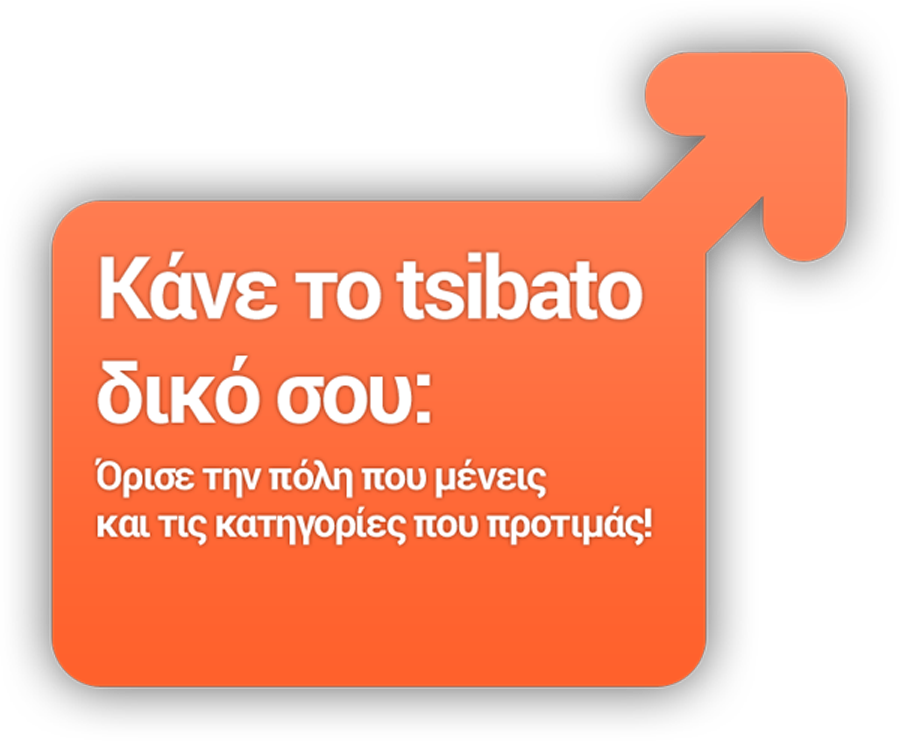 Κάνε το tsibato
δικό σου:
Όρισε την πόλη που μένεις
και τις κατηγορίες που προτιμάς!